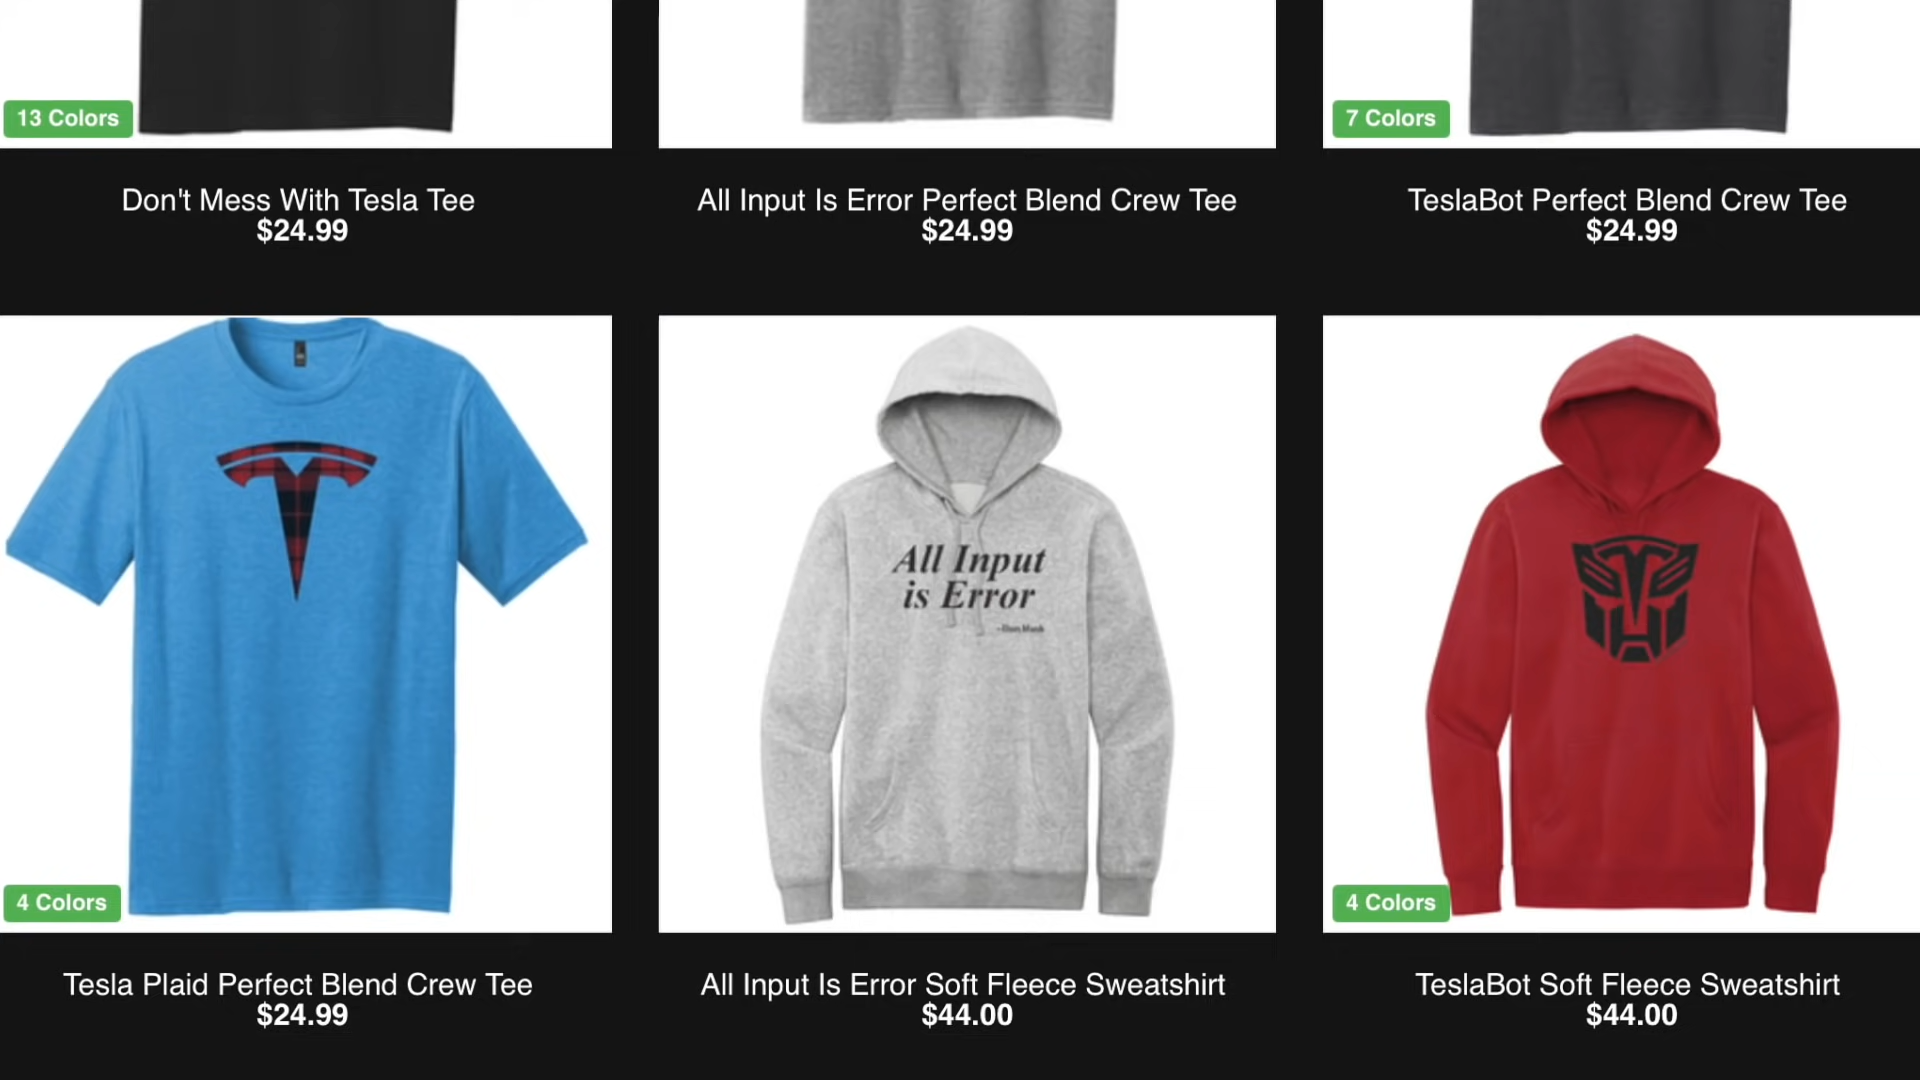 13 Colors
7 Colors
Don't Mess With Tesla Tee
$24.99
All Input Is Error Perfect Blend Crew Tee
$24.99
TeslaBot Perfect Blend Crew Tee
$24.99
All Input
is Error
-Elon Musk
4 Colors
4 Colors
Tesla Plaid Perfect Blend Crew Tee
$24.99
All Input Is Error Soft Fleece Sweatshirt
$44.00
TeslaBot Soft Fleece Sweatshirt
$44.00